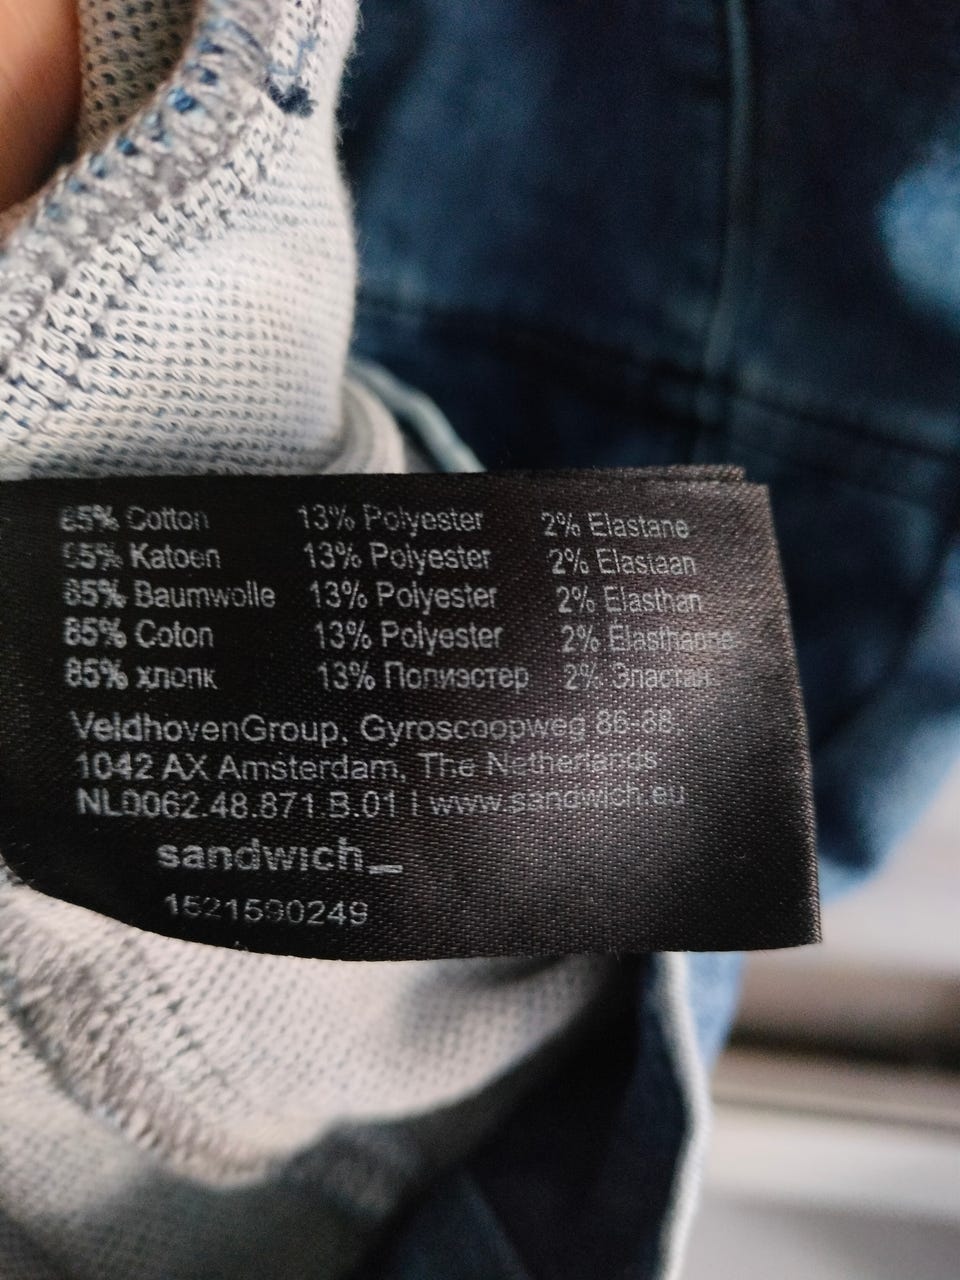 85% Cotton 13% Polyester 2% Elastane
85% Katoen 13% Polyester 2% Elastaan
85% Baumwolle 13% Polyester 2% Elasthan
85% Coton 13% Polyester 2% Elasthanne
85% хлопк 13% Полиэстер 2% Эластан
VeldhovenGroup, Gyroscoopweg 86-88,
1042 AX Amsterdam, The Netherlands
NL0062.48.871.B.01 | www.sandwich.eu
sandwich_
1521590249